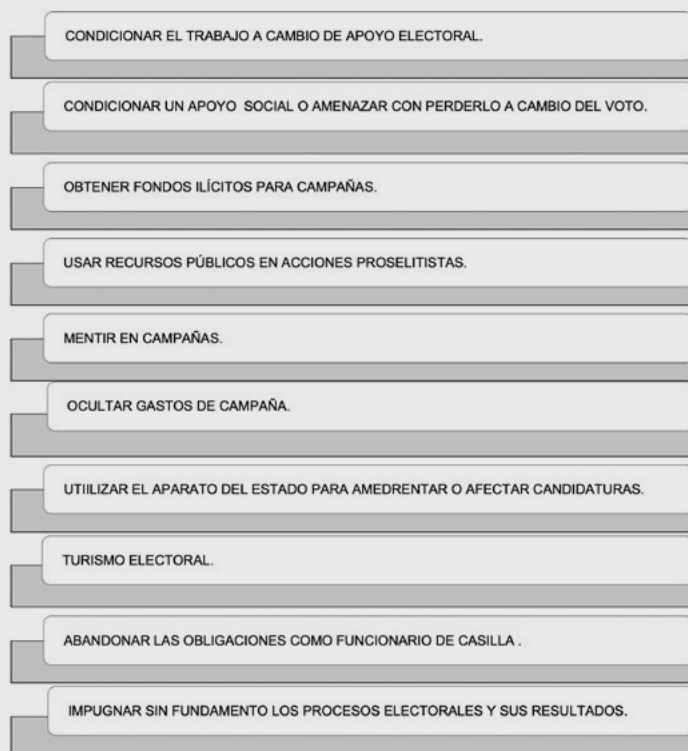 CONDICIONAR EL TRABAJO A CAMBIO DE APOYO ELECTORAL.
CONDICIONAR UN APOYO SOCIAL O AMENAZAR CON PERDERLO A CAMBIO DEL VOTO.
OBTENER FONDOS ILÍCITOS PARA CAMPAÑAS.
USAR RECURSOS PÚBLICOS EN ACCIONES PROSELITISTAS.
MENTIR EN CAMPAÑAS.
OCULTAR GASTOS DE CAMPAÑA.
UTIILIZAR EL APARATO DEL ESTADO PARA AMEDRENTAR O AFECTAR CANDIDATURAS.
TURISMO ELECTORAL.
ABANDONAR LAS OBLIGACIONES COMO FUNCIONARIO DE CASILLA .
IMPUGNAR SIN FUNDAMENTO LOS PROCESOS ELECTORALES Y SUS RESULTADOS.